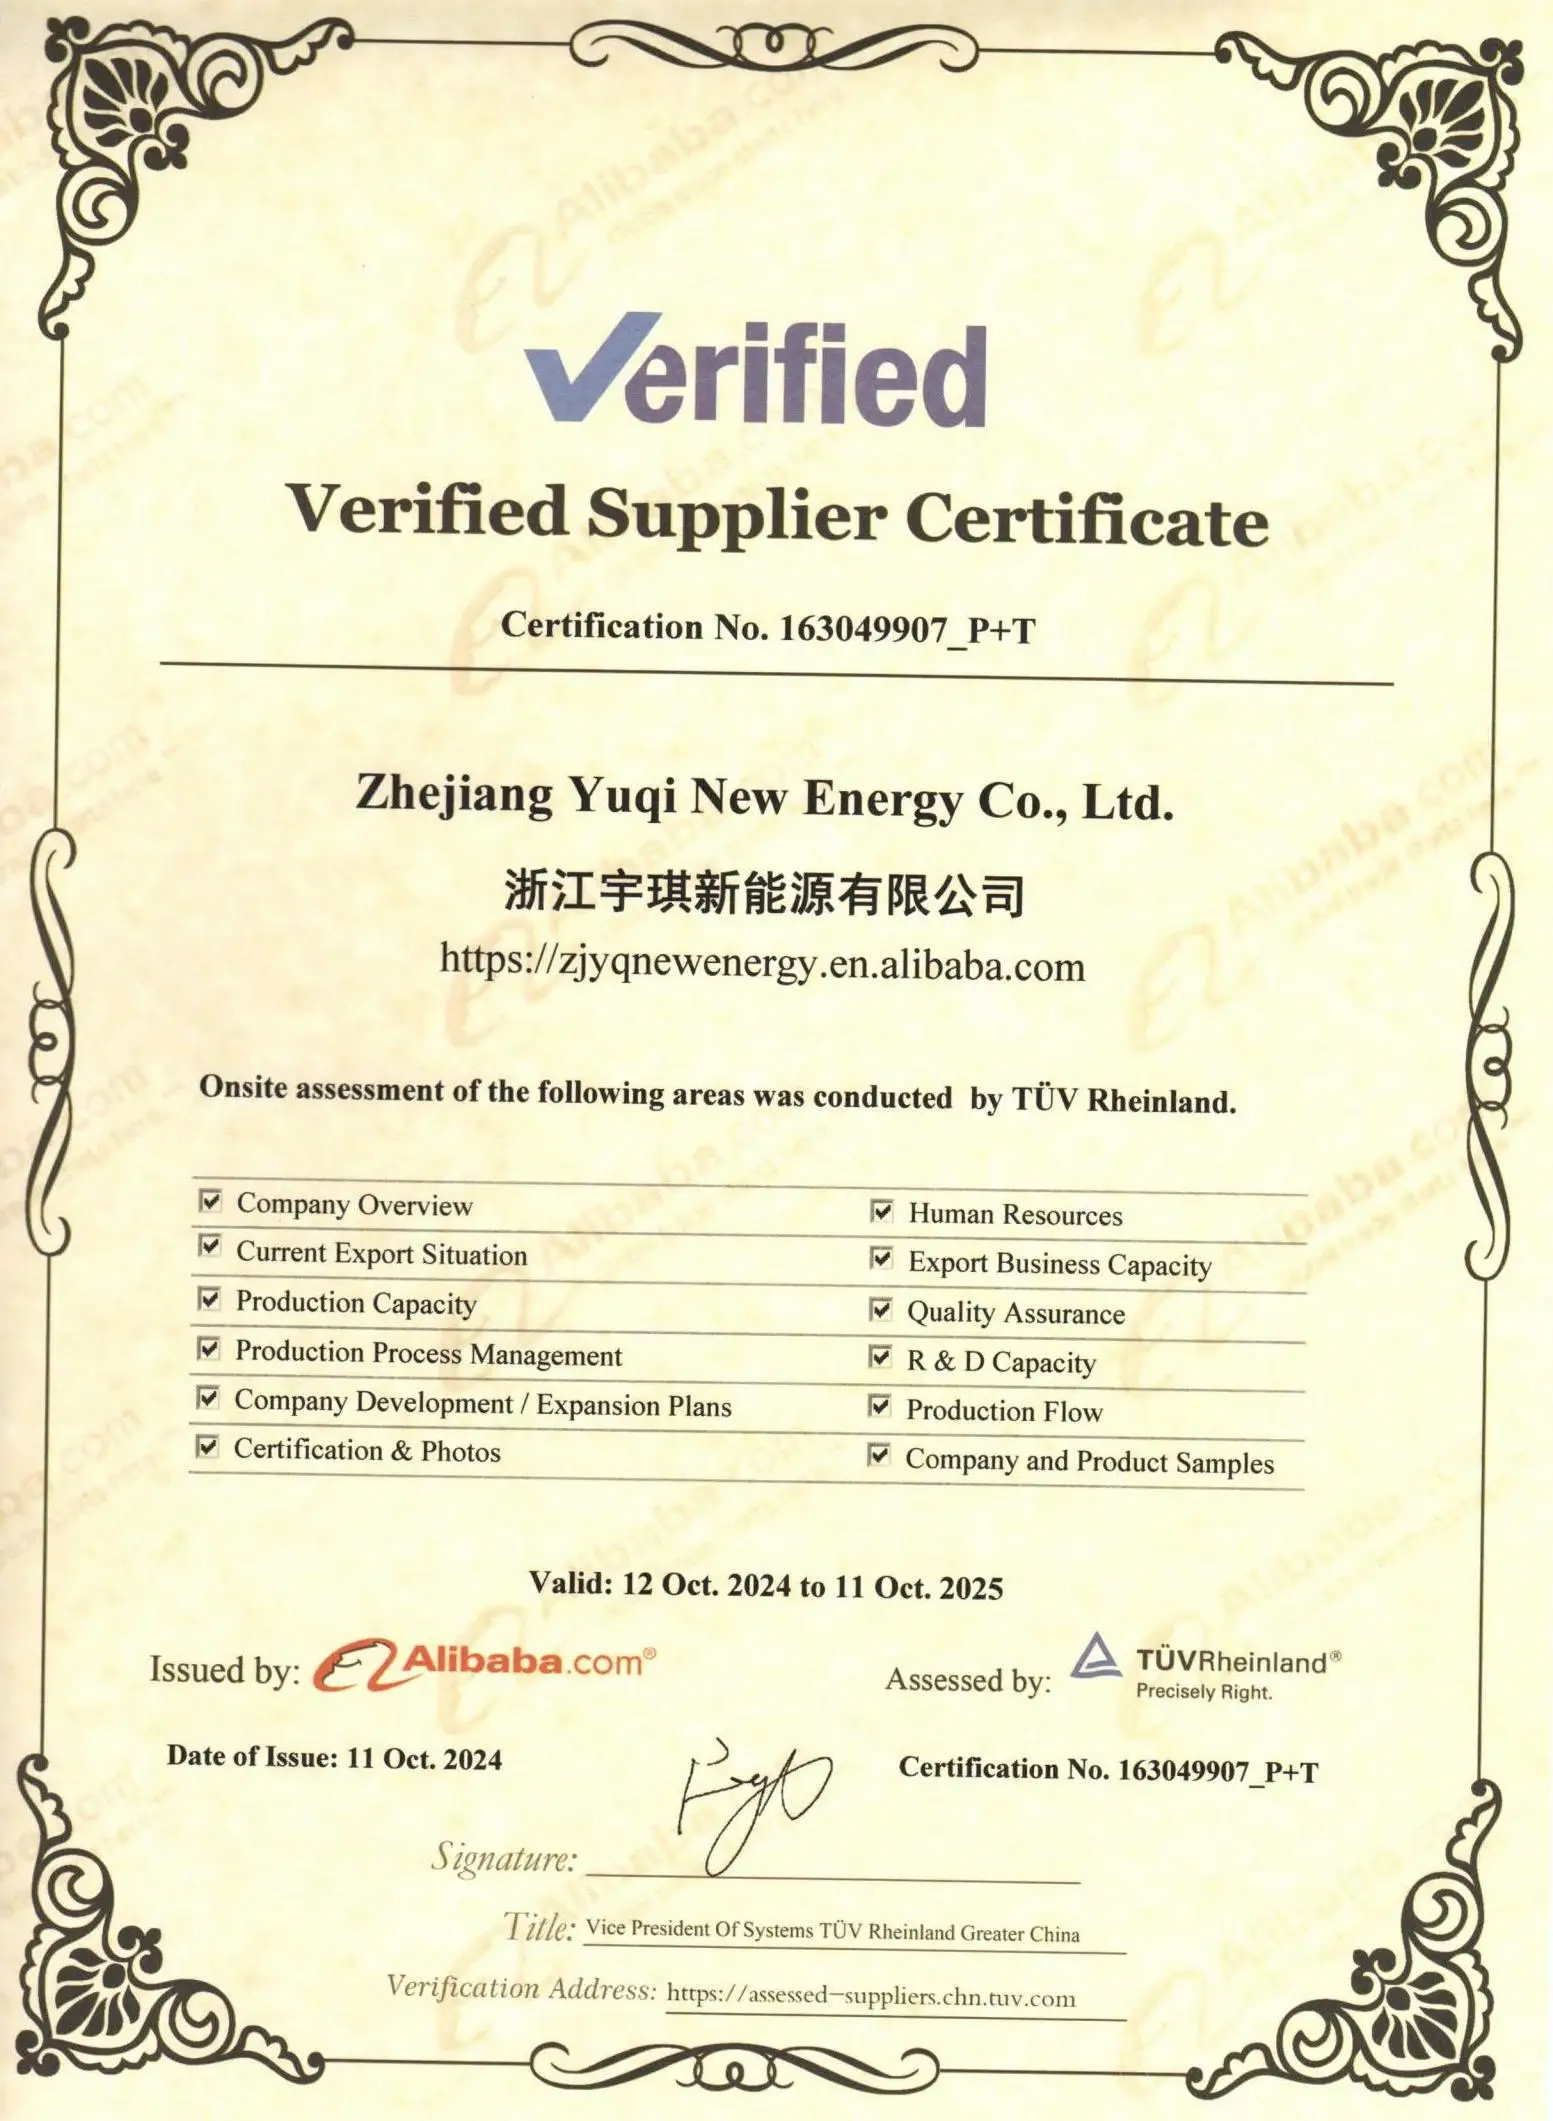 Verified
Verified Supplier Certificate
Certification No. 163049907_P+T
Zhejiang Yuqi New Energy Co., Ltd.
浙江宇琪新能源有限公司
https://zjyqnewenergy.en.alibaba.com
Onsite assessment of the following areas was conducted by TÜV Rheinland.
Company Overview
Human Resources
Current Export Situation
Export Business Capacity
Production Capacity
Quality Assurance
Production Process Management
R & D Capacity
Company Development / Expansion Plans
Production Flow
Certification & Photos
Company and Product Samples
Valid: 12 Oct. 2024 to 11 Oct. 2025
Issued by: Alibaba.com®
Assessed by: TÜVRheinland®
Precisely Right.
Date of Issue: 11 Oct. 2024
Certification No. 163049907_P+T
Signature:
Title: Vice President Of Systems TÜV Rheinland Greater China
Verification Address: https://assessed-suppliers.chn.tuv.com